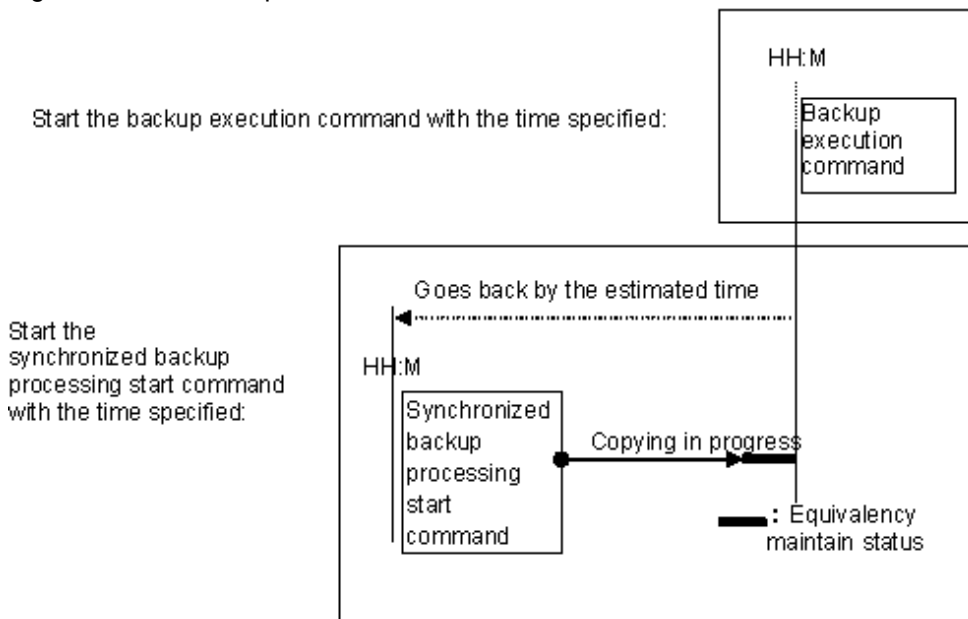 HH:M
Start the backup execution command with the time specified:
Backup
execution
command
Goes back by the estimated time
Start the
synchronized backup
processing start command
with the time specified:
HH:M
Synchronized
backup
processing
start
command
Copying in progress
: Equivalency
maintain status